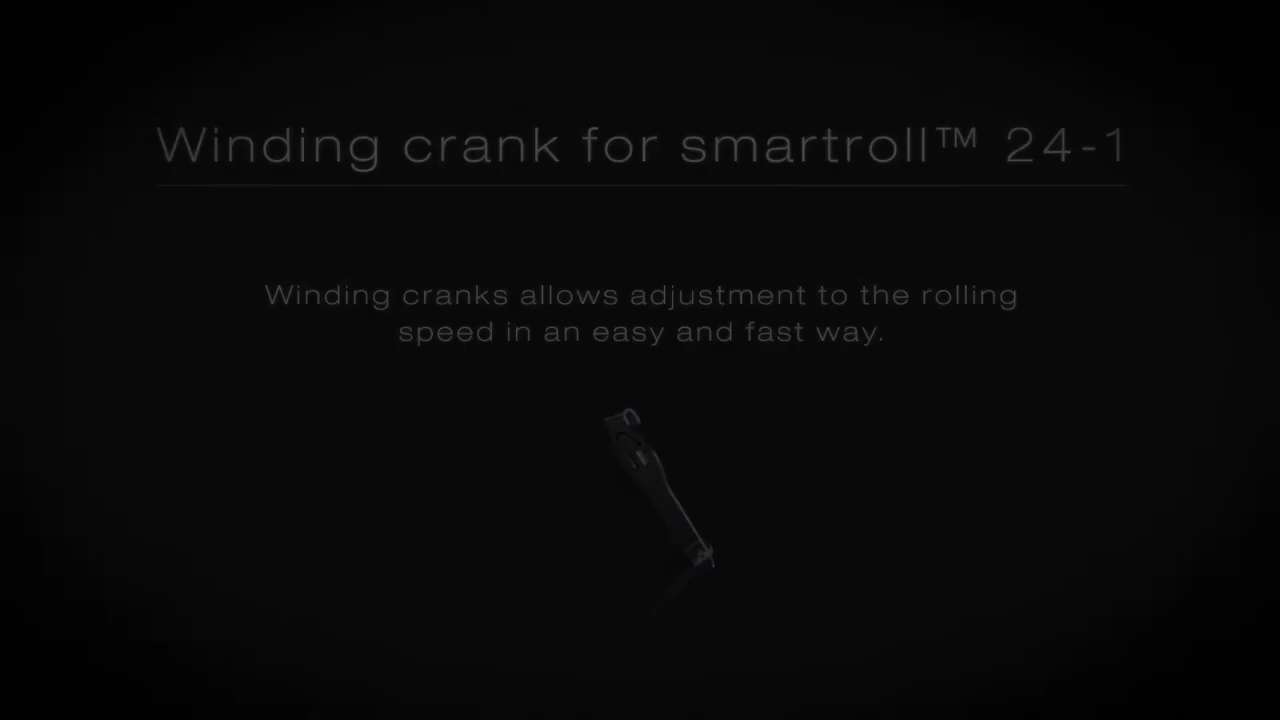 Winding crank for smartroll™ 24-1
Winding cranks allows adjustment to the rolling
speed in an easy and fast way.